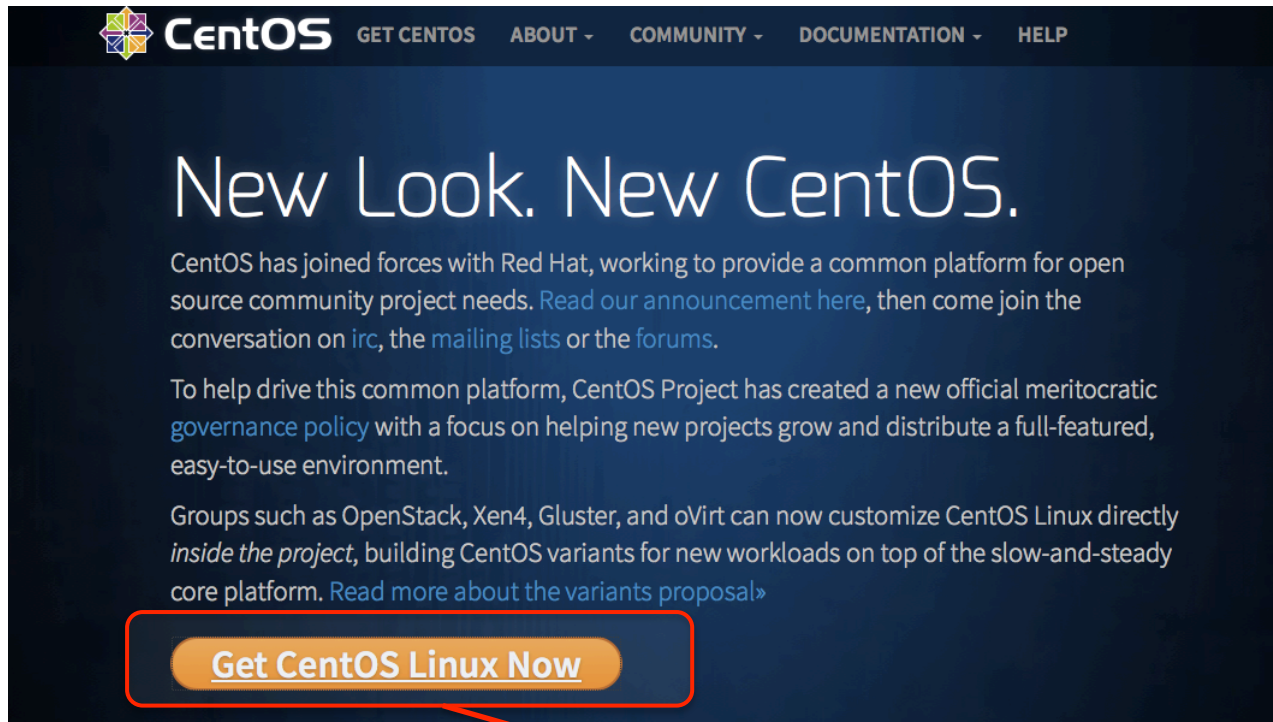 CentOS GET CENTOS ABOUT COMMUNITY DOCUMENTATION HELP
New Look. New CentOS.
CentOS has joined forces with Red Hat, working to provide a common platform for open
source community project needs. Read our announcement here, then come join the
conversation on irc, the mailing lists or the forums.
To help drive this common platform, CentOS Project has created a new official meritocratic
governance policy with a focus on helping new projects grow and distribute a full-featured,
easy-to-use environment.
Groups such as OpenStack, Xen4, Gluster, and oVirt can now customize CentOS Linux directly
inside the project, building CentOS variants for new workloads on top of the slow-and-steady
core platform. Read more about the variants proposal»
Get CentOS Linux Now